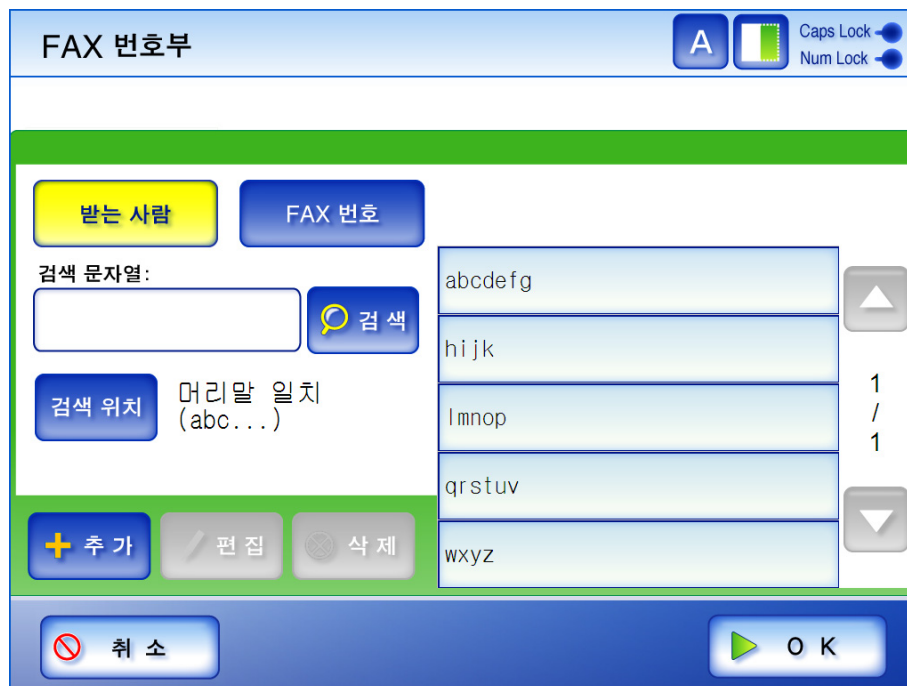 FAX 번호부
A
Caps Lock
Num Lock
받는 사람
FAX 번호
검색 문자열:
검 색
검색 위치
머리말 일치
(abc...)
abcdefg
hijk
lmnop
qrstuv
wxyz
1
/
1
추 가
편 집
삭 제
취 소
O K